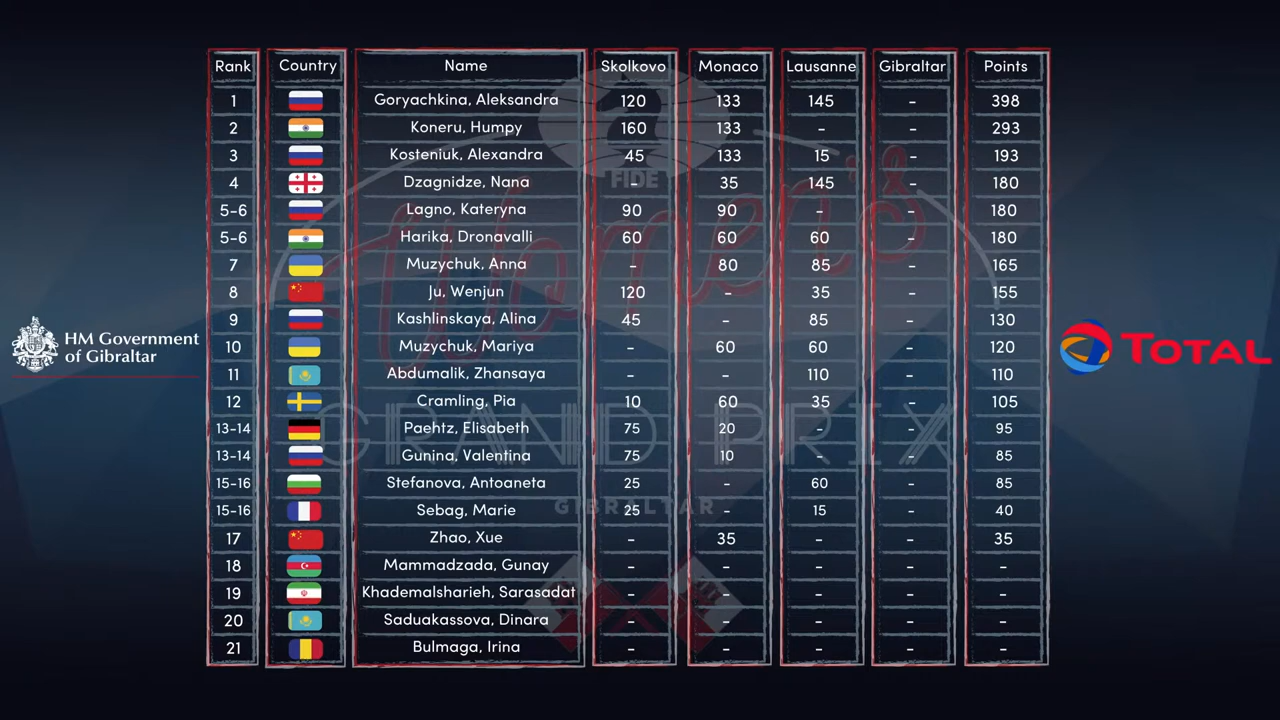 Rank Country Name Skolkovo Monaco Lausanne Gibraltar Points
1 Goryachkina, Aleksandra 120 133 145 - 398
2 Koneru, Humpy 160 133 - - 293
3 Kosteniuk, Alexandra 45 133 15 - 193
4 Dzagnidze, Nana - 35 145 - 180
5-6 Lagno, Kateryna 90 90 - - 180
5-6 Harika, Dronavalli 60 60 60 - 180
7 Muzychuk, Anna - 80 85 - 165
8 Ju, Wenjun 120 - 35 - 155
9 Kashlinskaya, Alina 45 - 85 - 130
10 Muzychuk, Mariya - 60 60 - 120
11 Abdumalik, Zhansaya - - 110 - 110
12 Cramling, Pia 10 60 35 - 105
13-14 Paehtz, Elisabeth 75 20 - - 95
13-14 Gunina, Valentina 75 10 - - 85
15-16 Stefanova, Antoaneta 25 - 60 - 85
15-16 Sebag, Marie 25 - 15 - 40
17 Zhao, Xue - 35 - - 35
18 Mammadzada, Gunay - - - - -
19 Khademalsharieh, Sarasadat - - - - -
20 Saduakassova, Dinara - - - - -
21 Bulmaga, Irina - - - - -
HM Government
of Gibraltar
TOTAL
FIDE
Women's
GRAND PRIX
GIBRALTAR